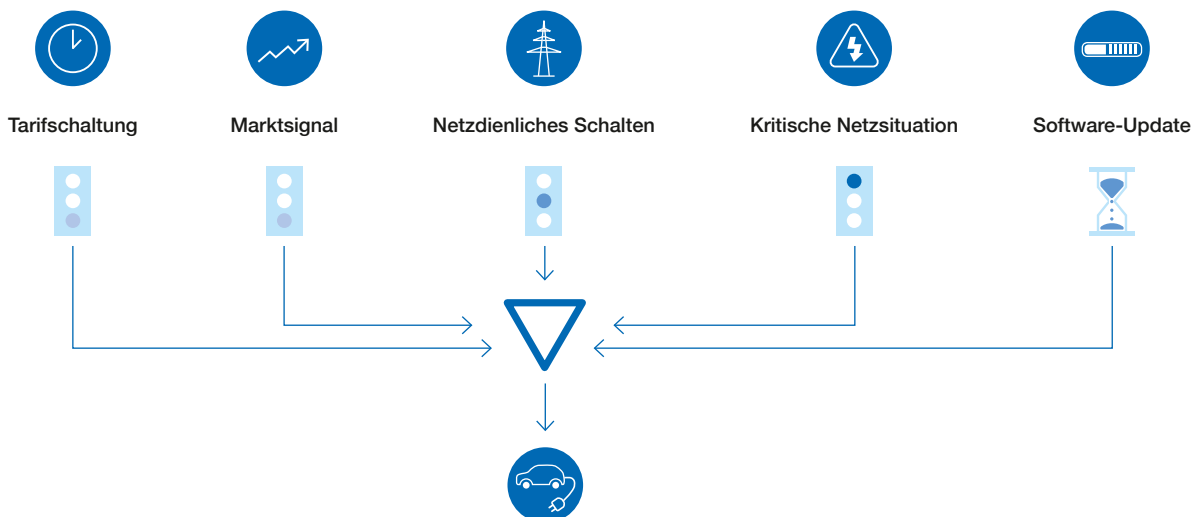 Tarifschaltung
Marktsignal
Netzdienliches Schalten
Kritische Netzsituation
Software-Update